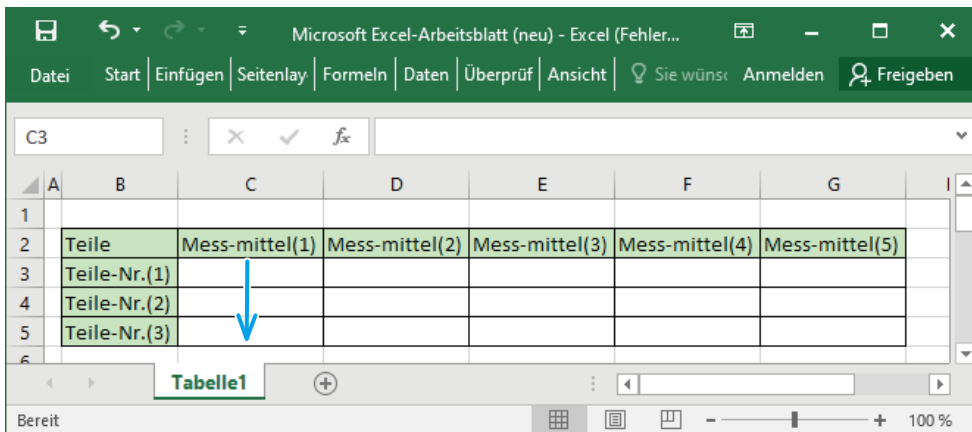 Microsoft Excel-Arbeitsblatt (neu) - Excel (Fehler...
Datei Start Einfügen Seitenlay Formeln Daten Überprüf Ansicht Sie wünsc Anmelden Freigeben
C3 fx
A B C D E F G I
1
2 Teile Mess-mittel(1) Mess-mittel(2) Mess-mittel(3) Mess-mittel(4) Mess-mittel(5)
3 Teile-Nr.(1)
4 Teile-Nr.(2)
5 Teile-Nr.(3)
6
Tabelle1
Bereit 100 %